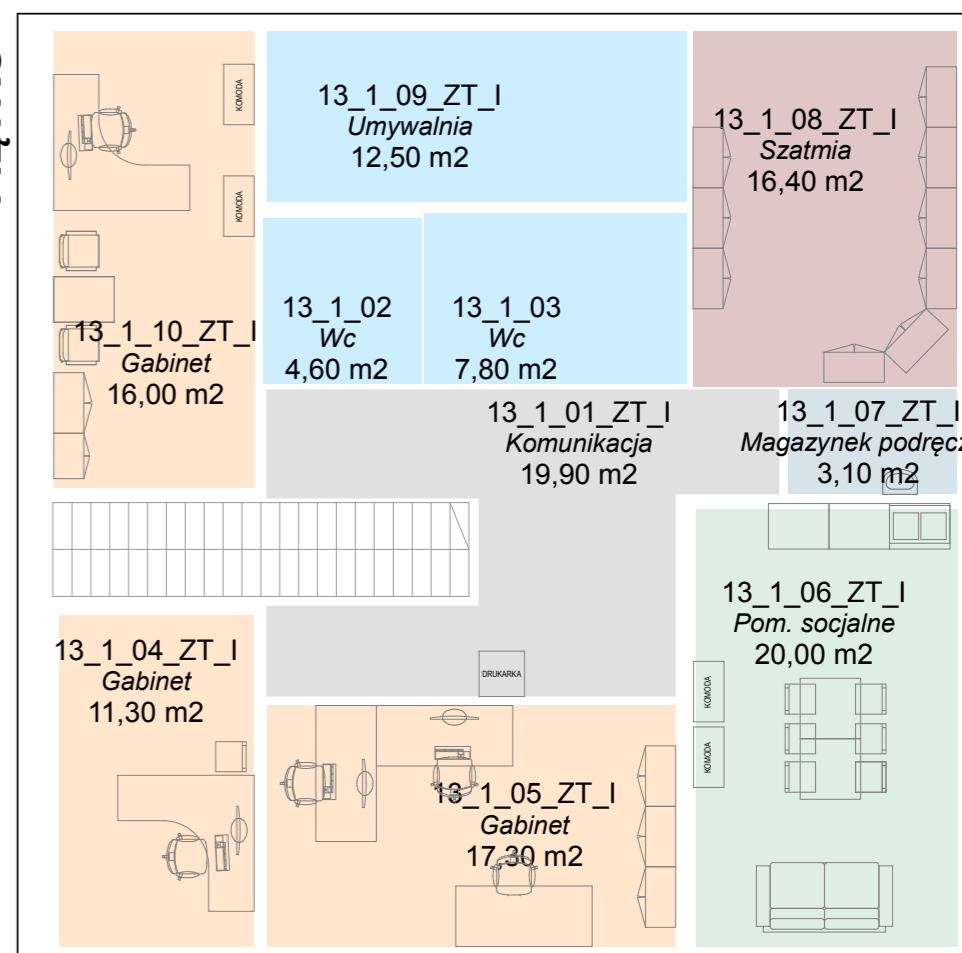 13_1_09_ZT_I
Umywalnia
12,50 m2
13_1_08_ZT_I
Szatmia
16,40 m2
KOMODA
KOMODA
13_1_10_ZT_I
Gabinet
16,00 m2
13_1_02
Wc
4,60 m2
13_1_03
Wc
7,80 m2
13_1_01_ZT_I
Komunikacja
19,90 m2
13_1_07_ZT_I
Magazynek podręcz
3,10 m2
13_1_06_ZT_I
Pom. socjalne
20,00 m2
KOMODA
KOMODA
13_1_04_ZT_I
Gabinet
11,30 m2
DRUKARKA
13_1_05_ZT_I
Gabinet
17,30 m2